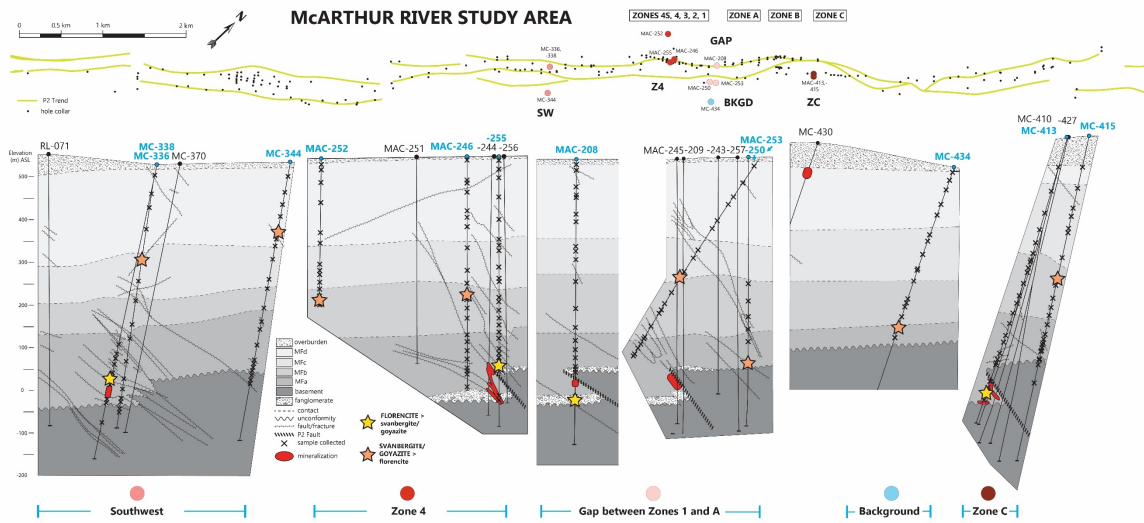 McARTHUR RIVER STUDY AREA
ZONES 4S, 4, 3, 2, 1
ZONE A
ZONE B
ZONE C
0 0.5 km 1 km 2 km
N
MAC-252
GAP
MC-336,
-338
MAC-255
MAC-246
MAC-208
MAC-250
MAC-253
MAC-413,-
-415
MC-344
MC-434
P2 Trend
hole collar
SW
Z4
BKGD
ZC
Elevation
(m) ASL
500
400
300
200
100
0
-100
-200
RL-071
MC-338
MC-336
MC-370
MC-344
MAC-252
MAC-251
MAC-246
-255
-244
-256
MAC-208
MAC-245
-209
-243
-257
MAC-253
-250
MC-430
MC-434
MC-410
-427
MC-413
MC-415
overburden
MFd
MFc
MFb
MFa
basement
fanglomerate
contact
unconformity
fault/fracture
P2 Fault
sample collected
mineralization
FLORENCITE >
svanbergite/
goyazite
SVANBERGITE/
GOYAZITE >
florencite
Southwest
Zone 4
Gap between Zones 1 and A
Background
Zone C